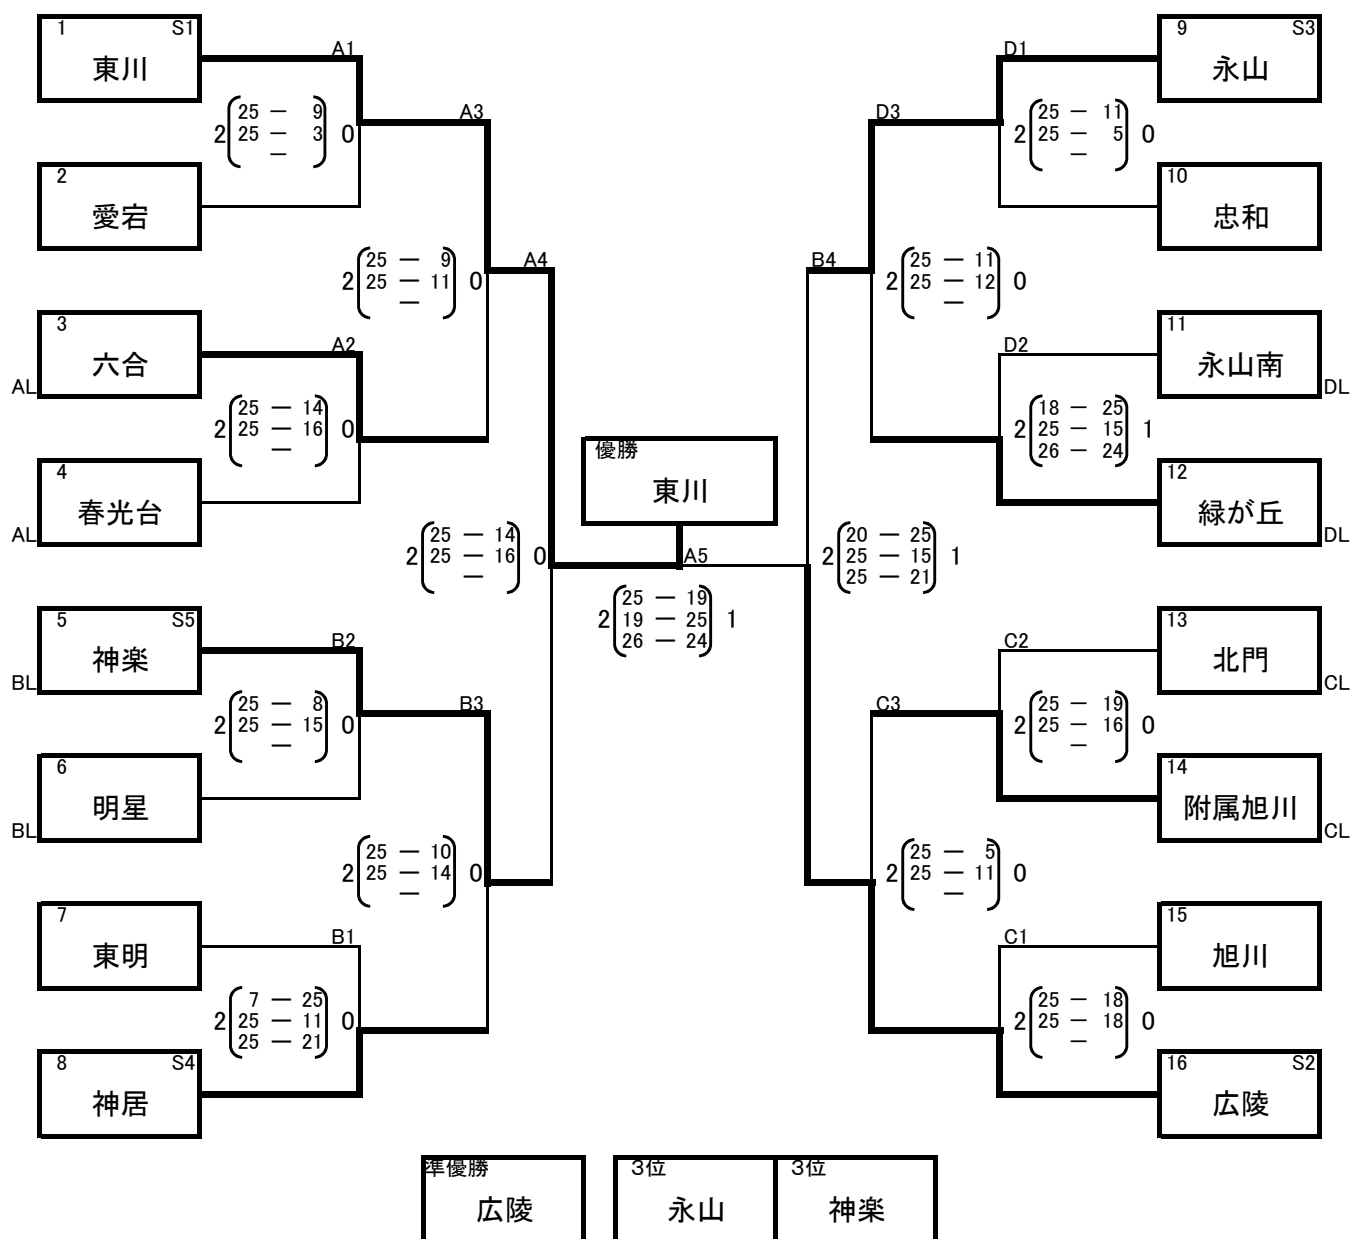 1 S1
東川
A1
2 25 — 9 0
25 — 3
—
2
愛宕
A3
2 25 — 9 0
25 — 11
—
3
六合
AL
A2
2 25 — 14 0
25 — 16
—
4
春光台
AL
A4
2 25 — 14 0
25 — 16
—
5 S5
神楽
BL
B2
2 25 — 8 0
25 — 15
—
6
明星
BL
B3
2 25 — 10 0
25 — 14
—
7
東明
B1
2 7 — 25 0
25 — 11
25 — 21
8 S4
神居
優勝
東川
A5
2 25 — 19 1
19 — 25
26 — 24
9 S3
永山
D1
2 25 — 11 0
25 — 5
—
10
忠和
D3
2 25 — 11 0
25 — 12
—
11
永山南
DL
D2
2 18 — 25 1
25 — 15
26 — 24
12
緑が丘
DL
B4
2 20 — 25 1
25 — 15
25 — 21
13
北門
CL
C2
2 25 — 19 0
25 — 16
—
14
附属旭川
CL
C3
2 25 — 5 0
25 — 11
—
15
旭川
C1
2 25 — 18 0
25 — 18
—
16 S2
広陵
準優勝
広陵
3位
永山
3位
神楽